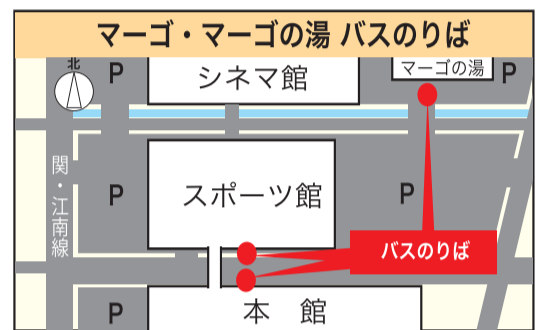 マーゴ・マーゴの湯 バスのりば
北
P
シネマ館
マーゴの湯
P
関・江南線
P
スポーツ館
P
バスのりば
P
本 館